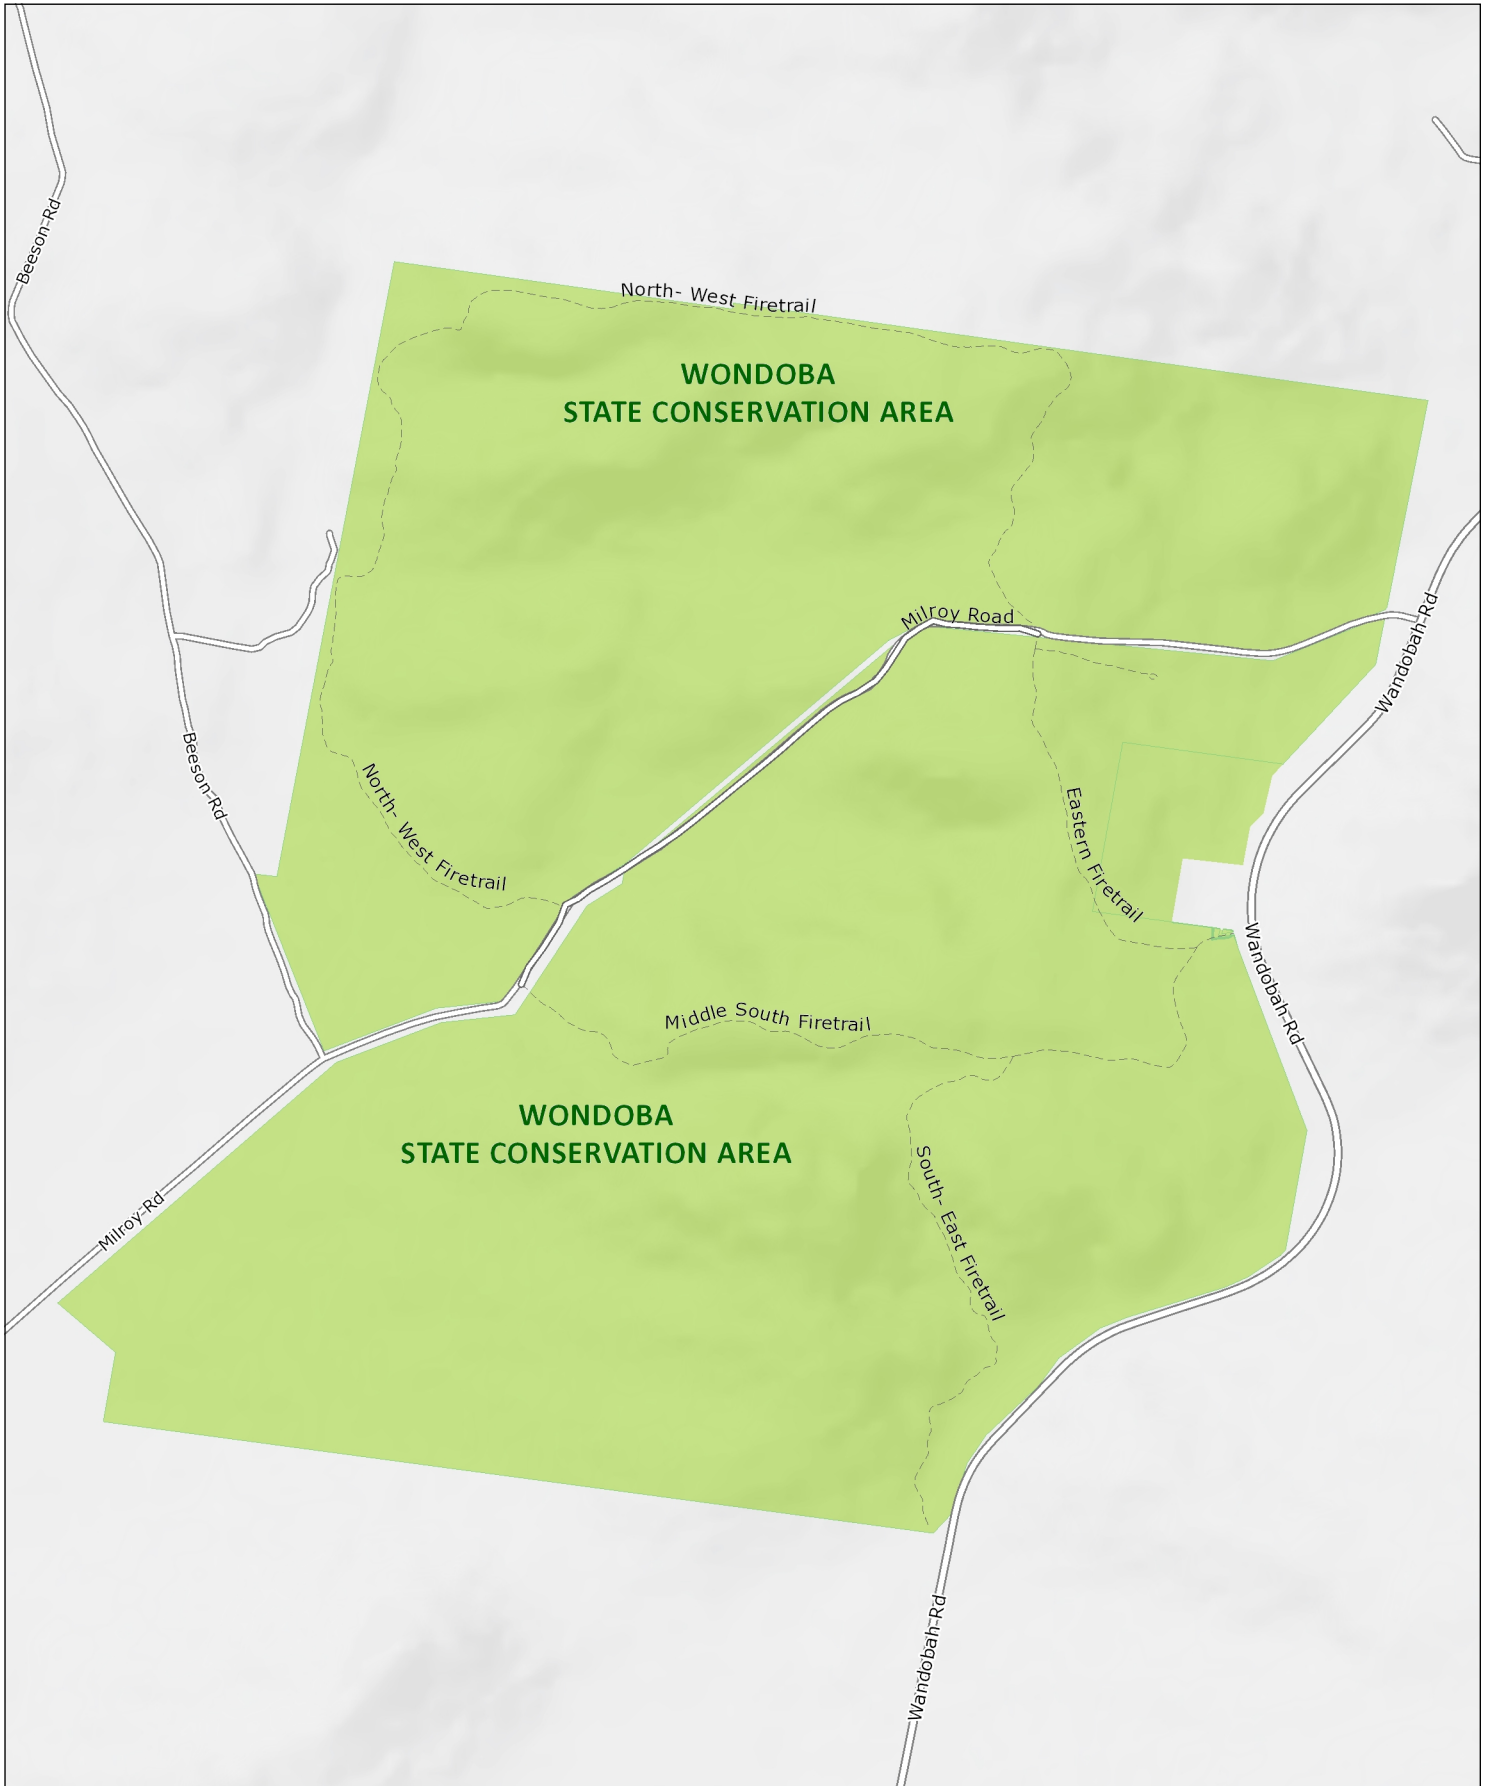 Beeson-Rd
North- West Firetrail
WONDOBA
STATE CONSERVATION AREA
Milroy Road
Wandobah-Rd
Beeson-Rd
North- West Firetrail
Eastern Firetrail
Wandobah-Rd
Middle South Firetrail
WONDOBA
STATE CONSERVATION AREA
South- East Firetrail
Milroy-Rd
Wandobah-Rd